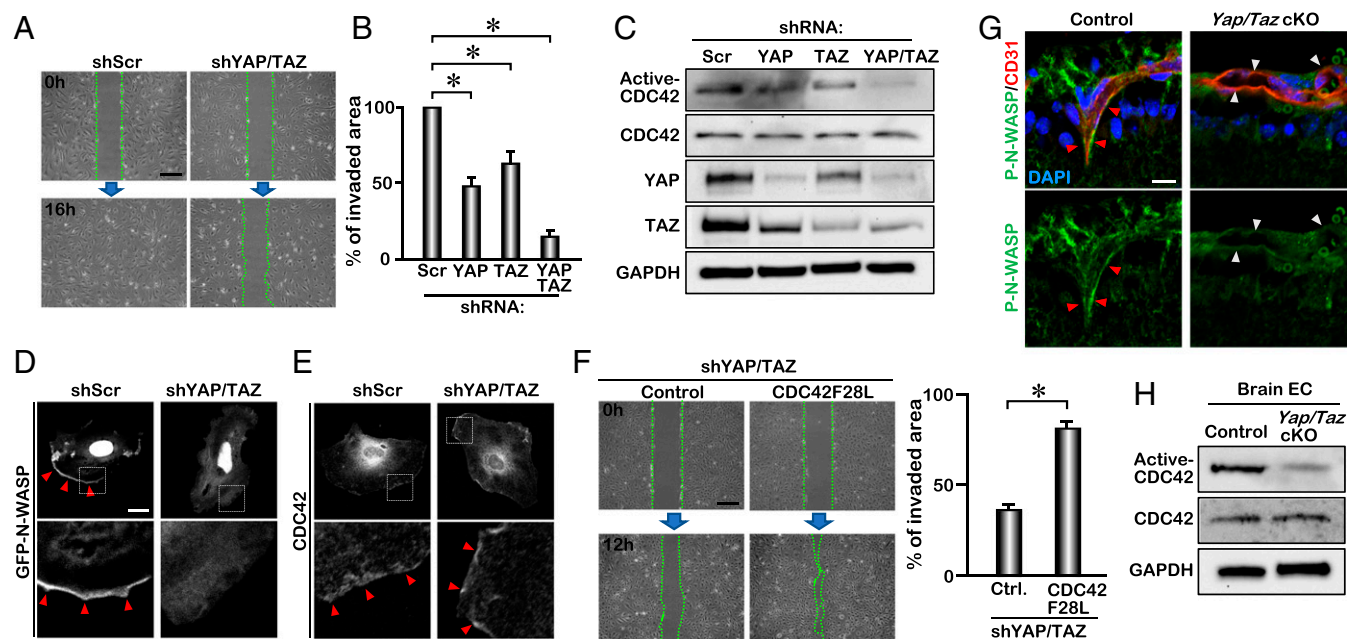 A
shScr
shYAP/TAZ
0h
16h
B
*
*
*
% of invaded area
100
50
0
Scr
YAP
TAZ
YAP
TAZ
shRNA:
C
shRNA:
Scr
YAP
TAZ
YAP/TAZ
Active-
CDC42
CDC42
YAP
TAZ
GAPDH
D
shScr
shYAP/TAZ
GFP-N-WASP
E
shScr
shYAP/TAZ
CDC42
F
shYAP/TAZ
Control
CDC42F28L
0h
12h
% of invaded area
100
50
0
*
Ctrl.
CDC42
F28L
shYAP/TAZ
G
Control
Yap/Taz cKO
P-N-WASP/CD31
DAPI
P-N-WASP
H
Brain EC
Control
Yap/Taz
cKO
Active-
CDC42
CDC42
GAPDH